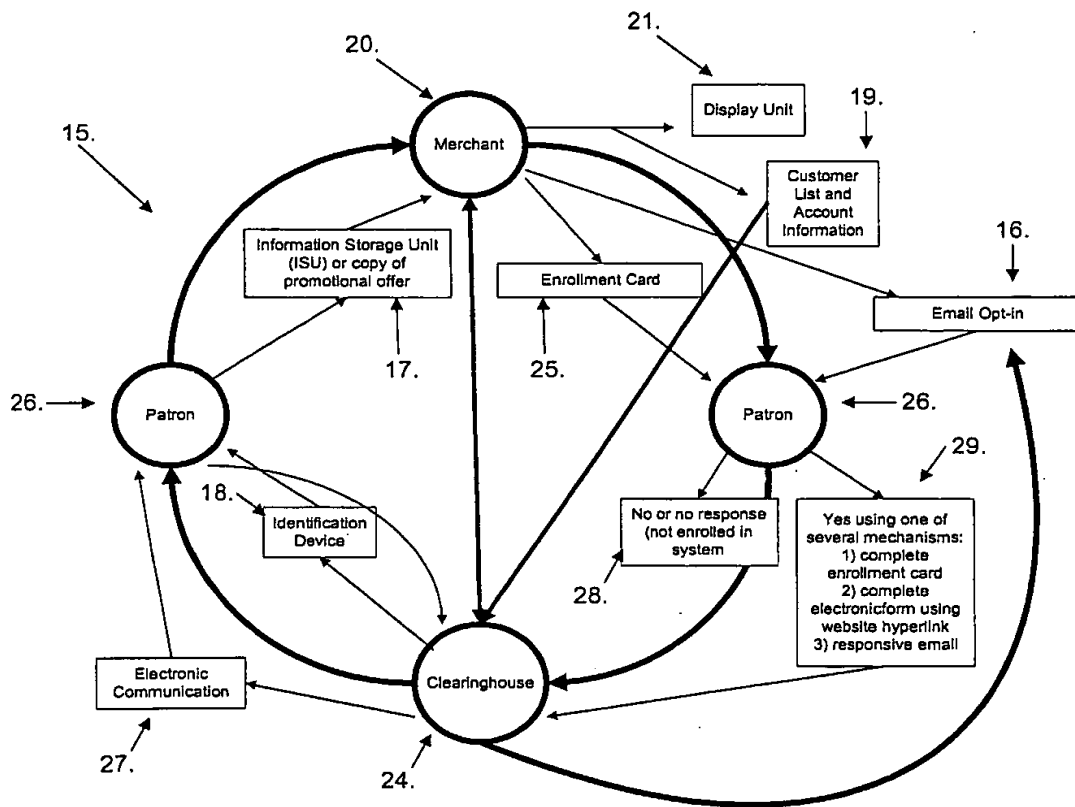 21.
20.
19.
Display Unit
15.
Merchant
Customer
List and
Account
Information
16.
Information Storage Unit
(ISU) or copy of
promotional offer
Enrollment Card
Email Opt-in
17.
25.
26.
Patron
Patron
26.
29.
18.
Identification
Device
No or no response
(not enrolled in
system
28.
Yes using one of
several mechanisms:
1) complete
enrollment card
2) complete
electronicform using
website hyperlink
3) responsive email
Electronic
Communication
Clearinghouse
27.
24.